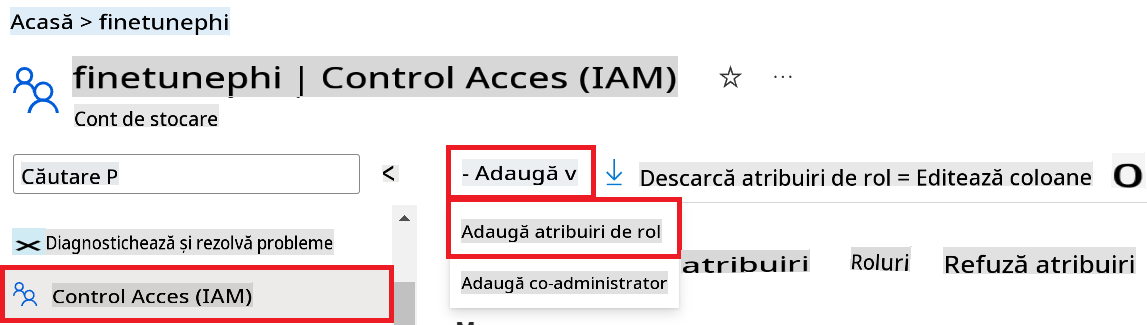 Acasă > finetunephi
finetunephi | Control Acces (IAM)
Cont de stocare
Căutare P
<
- Adaugă v
Descarcă atribuiri de rol = Editează coloane
O
Diagnostichează și rezolvă probleme
Adaugă atribuiri de rol
atribuiri
Roluri
Refuză atribuiri
Control Acces (IAM)
Adaugă co-administrator